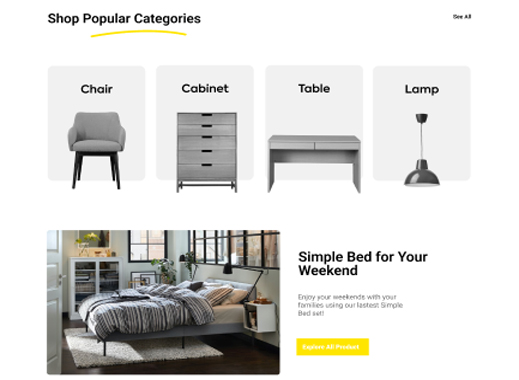 Shop Popular Categories
See All
Chair
Cabinet
Table
Lamp
Simple Bed for Your
Weekend
Enjoy your weekends with your
families using our lastest Simple
Bed set!
Explore All Product